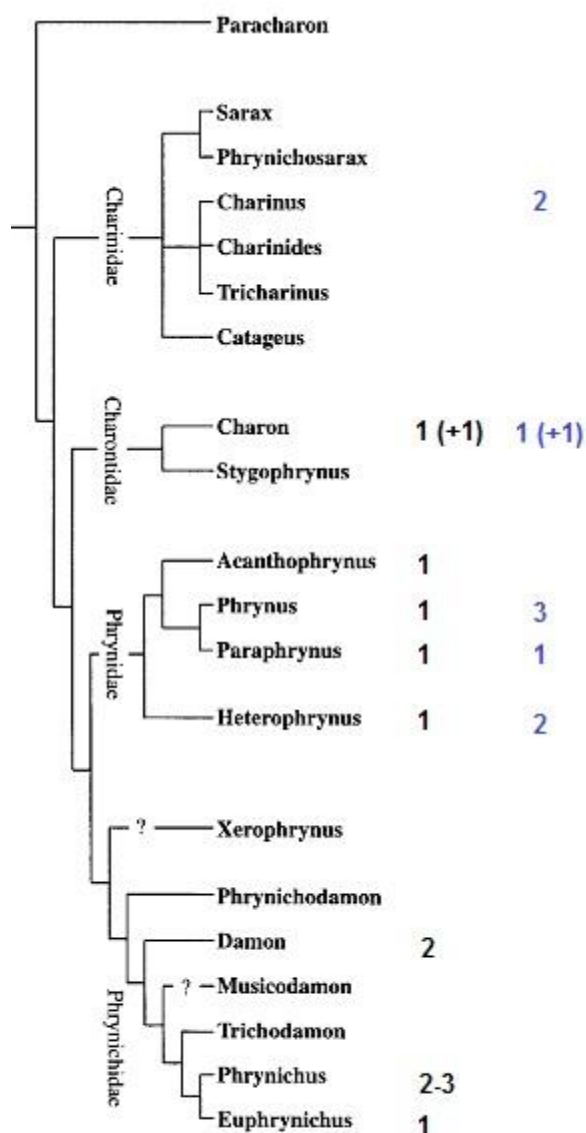 Paracharon
Sarax
Phrynichosarax
Charinidae
Charinus 2
Charinides
Tricharinus
Catageus
Charontidae
Charon 1 (+1) 1 (+1)
Stygophrynus
Acanthophrynus 1
Phrynidae
Phrynus 1 3
Paraphrynus 1 1
Heterophrynus 1 2
? Xerophrynus
Phrynichodamon
Phrynichidae
Damon 2
? Musicodamon
Trichodamon
Phrynichus 2-3
Euphrynichus 1